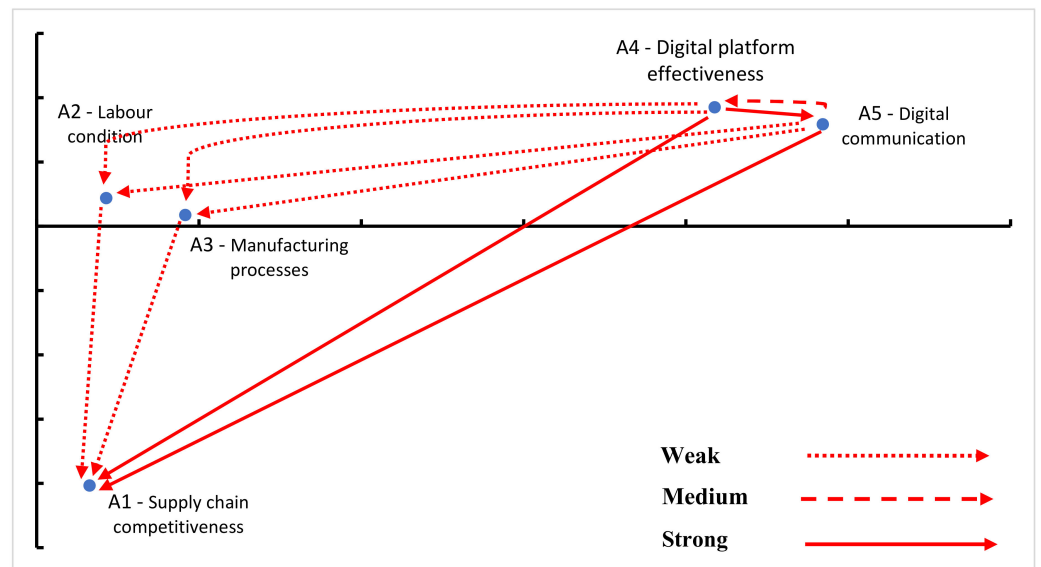 A4 - Digital platform
effectiveness
A2 - Labour
condition
A5 - Digital
communication
A3 - Manufacturing
processes
A1 - Supply chain
competitiveness
Weak
Medium
Strong